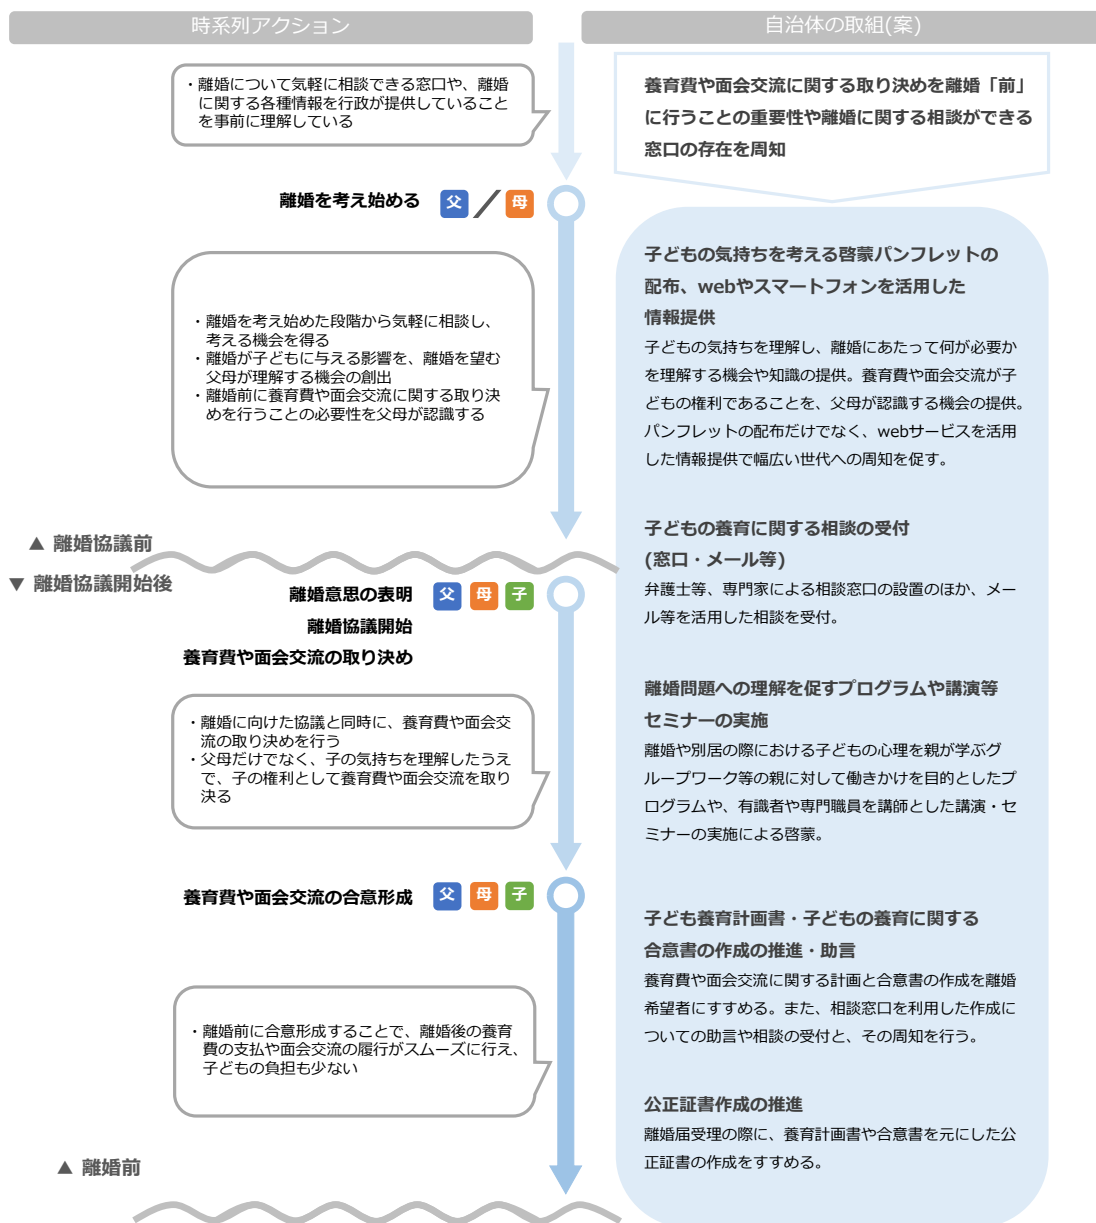 時系列アクション
自治体の取組(案)
・離婚について気軽に相談できる窓口や、離婚
に関する各種情報を行政が提供していること
を事前に理解している
養育費や面会交流に関する取り決めを離婚「前」
に行うことの重要性や離婚に関する相談ができる
窓口の存在を周知
離婚を考え始める 父／母
・離婚を考え始めた段階から気軽に相談し、
考える機会を得る
・離婚が子どもに与える影響を、離婚を望む
父母が理解する機会の創出
・離婚前に養育費や面会交流に関する取り決
めを行うことの必要性を父母が認識する
子どもの気持ちを考える啓蒙パンフレットの
配布、webやスマートフォンを活用した
情報提供
子どもの気持ちを理解し、離婚にあたって何が必要か
を理解する機会や知識の提供。養育費や面会交流が子
どもの権利であることを、父母が認識する機会の提供。
パンフレットの配布だけでなく、webサービスを活用
した情報提供で幅広い世代への周知を促す。
▲ 離婚協議前
▼ 離婚協議開始後
子どもの養育に関する相談の受付
(窓口・メール等)
弁護士等、専門家による相談窓口の設置のほか、メー
ル等を活用した相談を受付。
離婚意思の表明 父 母 子
離婚協議開始
養育費や面会交流の取り決め
・離婚に向けた協議と同時に、養育費や面会交
流の取り決めを行う
・父母だけでなく、子の気持ちを理解したうえ
で、子の権利として養育費や面会交流を取り
決る
離婚問題への理解を促すプログラムや講演等
セミナーの実施
離婚や別居の際における子どもの心理を親が学ぶグ
ループワーク等の親に対して働きかけを目的としたプ
ログラムや、有識者や専門職員を講師とした講演・セ
ミナーの実施による啓蒙。
養育費や面会交流の合意形成 父 母 子
・離婚前に合意形成することで、離婚後の養育
費の支払や面会交流の履行がスムーズに行え、
子どもの負担も少ない
子ども養育計画書・子どもの養育に関する
合意書の作成の推進・助言
養育費や面会交流に関する計画と合意書の作成を離婚
希望者にすすめる。また、相談窓口を利用した作成に
ついての助言や相談の受付と、その周知を行う。
公正証書作成の推進
離婚届受理の際に、養育計画書や合意書を元にした公
正証書の作成をすすめる。
▲ 離婚前